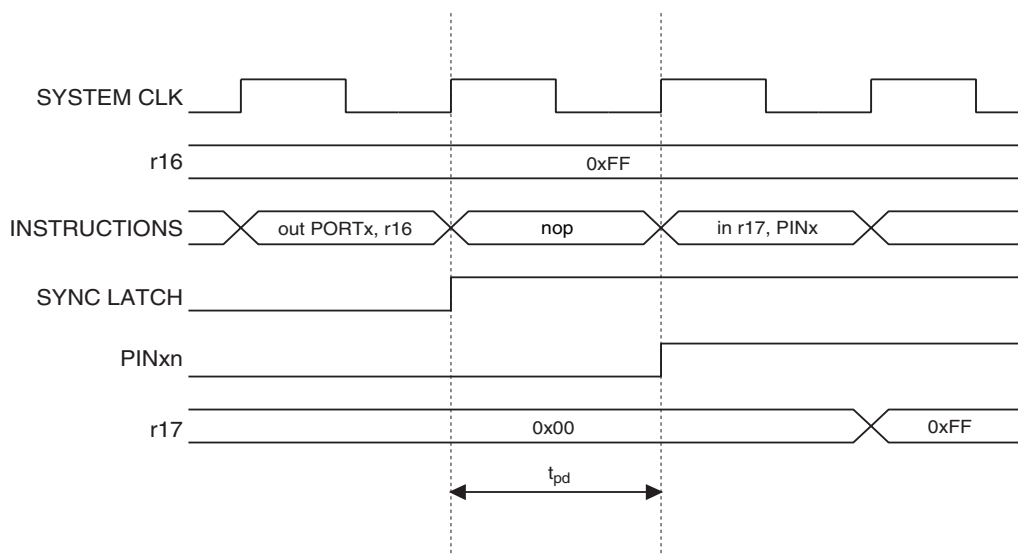 SYSTEM CLK
r16
0xFF
INSTRUCTIONS
out PORTx, r16
nop
in r17, PINx
SYNC LATCH
PINxn
r17
0x00
0xFF
tpd